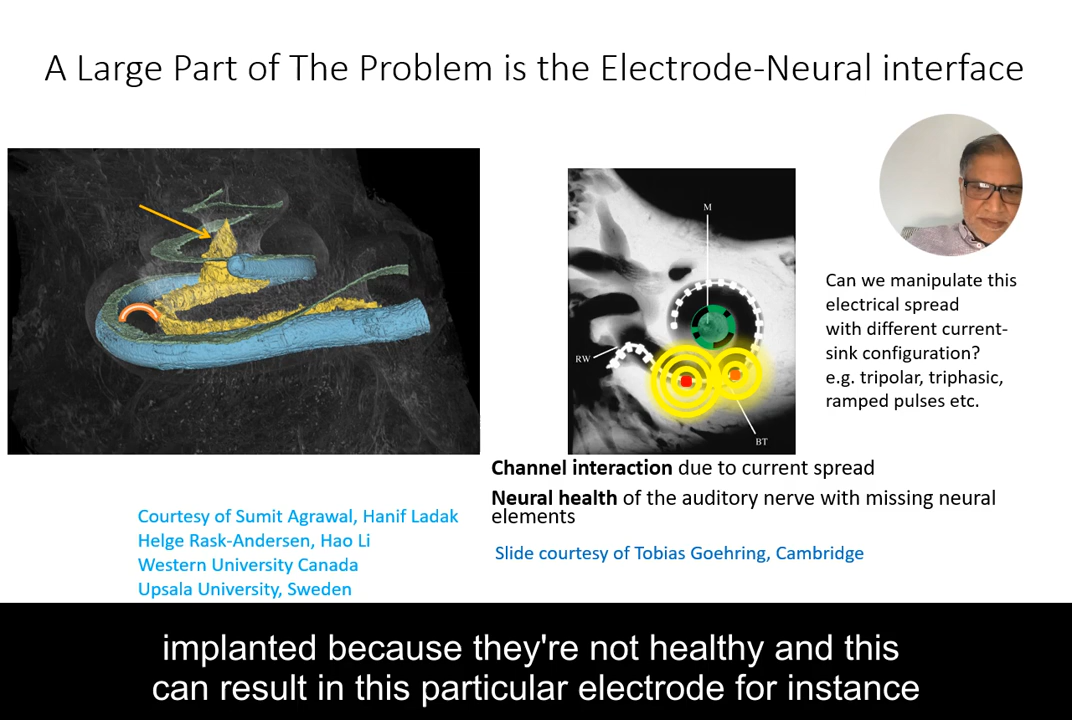 A Large Part of The Problem is the Electrode-Neural interface
M
RW
BT
Can we manipulate this
electrical spread
with different current-
sink configuration?
e.g. tripolar, triphasic,
ramped pulses etc.
Channel interaction due to current spread
Neural health of the auditory nerve with missing neural
elements
Slide courtesy of Tobias Goehring, Cambridge
Courtesy of Sumit Agrawal, Hanif Ladak
Helge Rask-Andersen, Hao Li
Western University Canada
Upsala University, Sweden
implanted because they're not healthy and this
can result in this particular electrode for instance